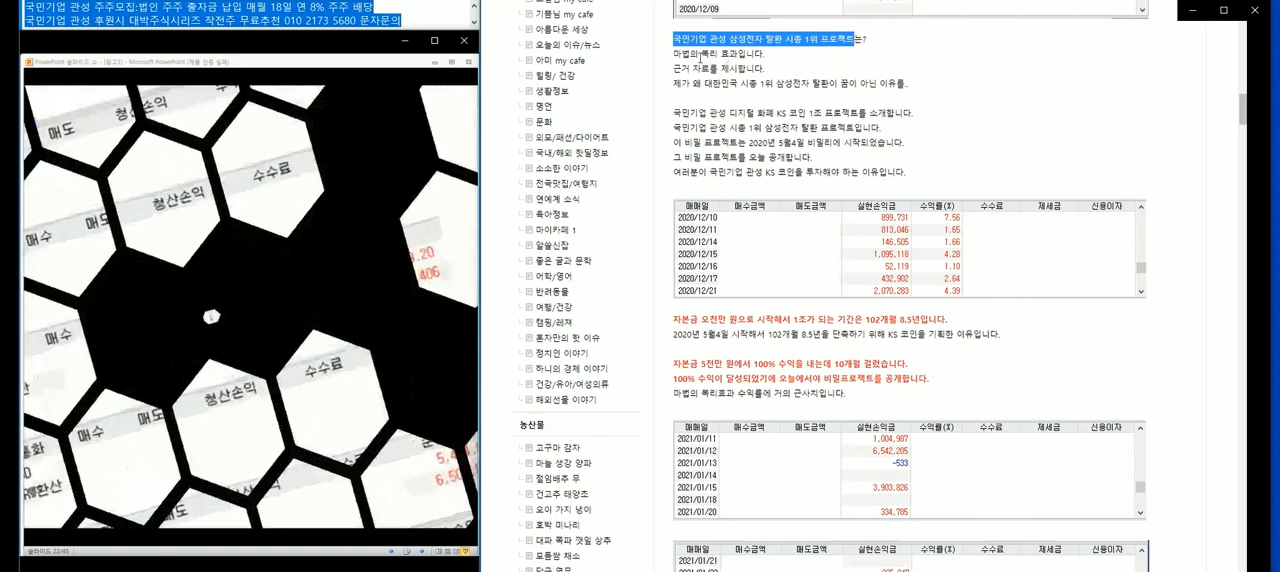 국민기업 관성 주주모집:법인 주주 출자금 납입 매월 18일 연 8% 주주 배당
국민기업 관성 후원시 대박주식시리즈 작전주 무료추천 010 2173 5680 문자문의
파워포인트 슬라이드 쇼 - [광고3] - Microsoft PowerPoint (제품 인증 실패)
매도
청산손익
매수
매도
청산손익
수수료
.20
406
매수
매도
청산손익
수수료
매수
슬라이드 22/45
기쁨님 my cafe
아름다운 세상
오늘의 이슈/뉴스
아미 my cafe
힐링/ 건강
생활정보
명언
문화
외모/패션/다이어트
국내/해외 핫딜정보
소소한 이야기
전국맛집/여행지
연예계 소식
육아정보
마이카페 1
알쓸신잡
좋은 글과 문학
어학/영어
반려동물
여행/건강
캠핑/레져
혼자만의 핫 이슈
정치인 이야기
하니의 경제 이야기
건강/유아/여성의류
해외선물 이야기
농산물
고구마 감자
마늘 생강 양파
절임배추 무
건고추 태양초
오이 가지 냉이
호박 미나리
대파 쪽파 깻잎 상추
모듬쌈 채소
2020/12/09
국민기업 관성 삼성전자 탈환 시총 1위 프로젝트는?
마법의 복리 효과입니다.
근거 자료를 제시합니다.
제가 왜 대한민국 시총 1위 삼성전자 탈환이 꿈이 아닌 이유를..
국민기업 관성 디지털 화폐 KS 코인 1조 프로젝트를 소개합니다.
국민기업 관성 시총 1위 삼성전자 탈환 프로젝트입니다.
이 비밀 프로젝트는 2020년 5월4일 비밀리에 시작되었습니다.
그 비밀 프로젝트를 오늘 공개합니다.
여러분이 국민기업 관성 KS 코인을 투자해야 하는 이유입니다.
매매일 매수금액 매도금액 실현손익금 수익률(%) 수수료 제세금 신용이자
2020/12/10 899,731 7.56
2020/12/11 813,046 1.65
2020/12/14 146,505 1.66
2020/12/15 1,095,118 4.28
2020/12/16 52,119 1.10
2020/12/17 432,902 2.64
2020/12/21 2,070,283 4.39
자본금 오천만 원으로 시작해서 1조가 되는 기간은 102개월 8.5년입니다.
2020년 5월4일 시작해서 102개월 8.5년을 단축하기 위해 KS 코인을 기획한 이유입니다.
자본금 5천만 원에서 100% 수익을 내는데 10개월 걸렸습니다.
100% 수익이 달성되었기에 오늘에서야 비밀프로젝트를 공개합니다.
마법의 복리효과 수익률에 거의 근사치입니다.
매매일 매수금액 매도금액 실현손익금 수익률(%) 수수료 제세금 신용이자
2021/01/11 1,004,987
2021/01/12 6,542,205
2021/01/13 -533
2021/01/14
2021/01/15 3,903,826
2021/01/18
2021/01/20 334,785
매매일 매수금액 매도금액 실현손익금 수익률(%) 수수료 제세금 신용이자
2021/01/21